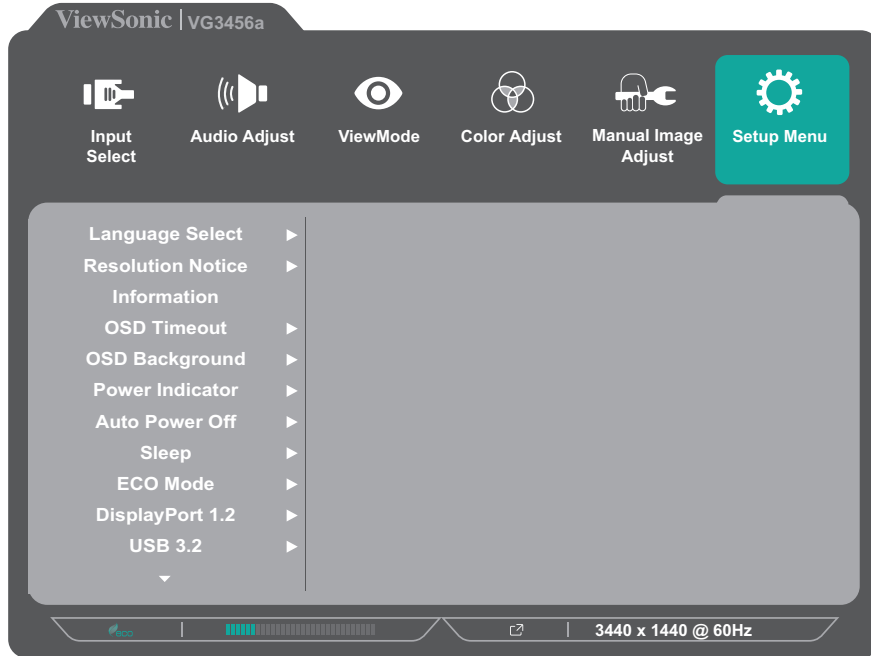 ViewSonic | VG3456a
Input Select
Audio Adjust
ViewMode
Color Adjust
Manual Image Adjust
Setup Menu
Language Select
Resolution Notice
Information
OSD Timeout
OSD Background
Power Indicator
Auto Power Off
Sleep
ECO Mode
DisplayPort 1.2
USB 3.2
eco
3440 x 1440 @ 60Hz